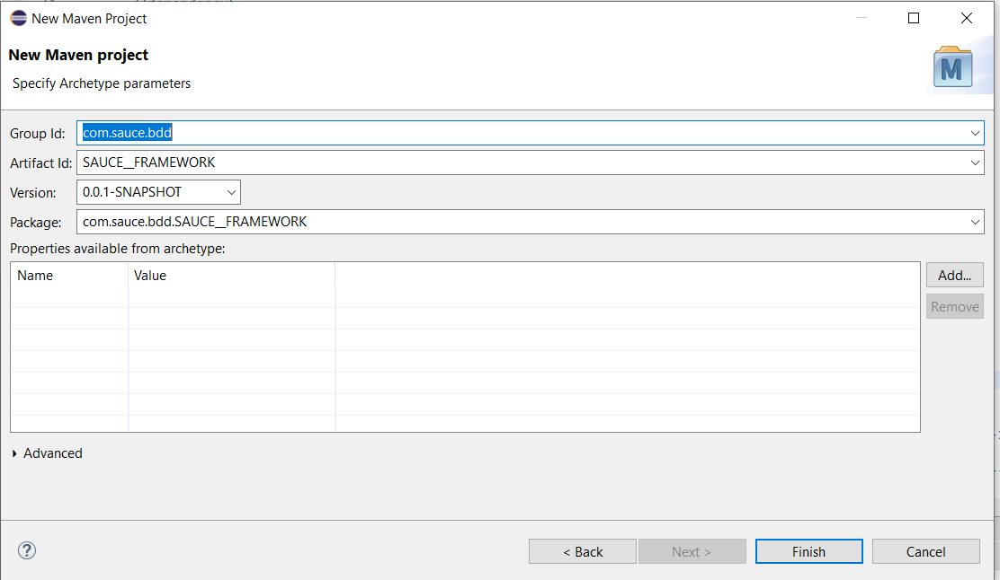 New Maven Project
New Maven project
Specify Archetype parameters
M
Group Id: com.sauce.bdd
Artifact Id: SAUCE__FRAMEWORK
Version: 0.0.1-SNAPSHOT
Package: com.sauce.bdd.SAUCE__FRAMEWORK
Properties available from archetype:
Name Value
Add...
Remove
Advanced
?
< Back Next > Finish Cancel